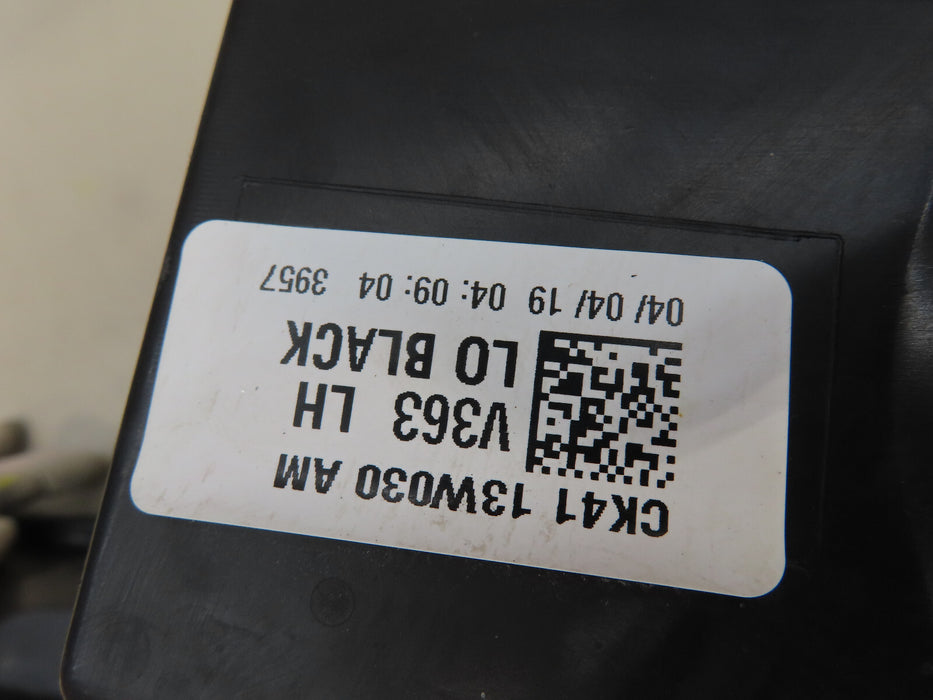 CK41 13W030 AM
V363 LH
LO BLACK
04/ 04/ 19 04: 09: 04 3957